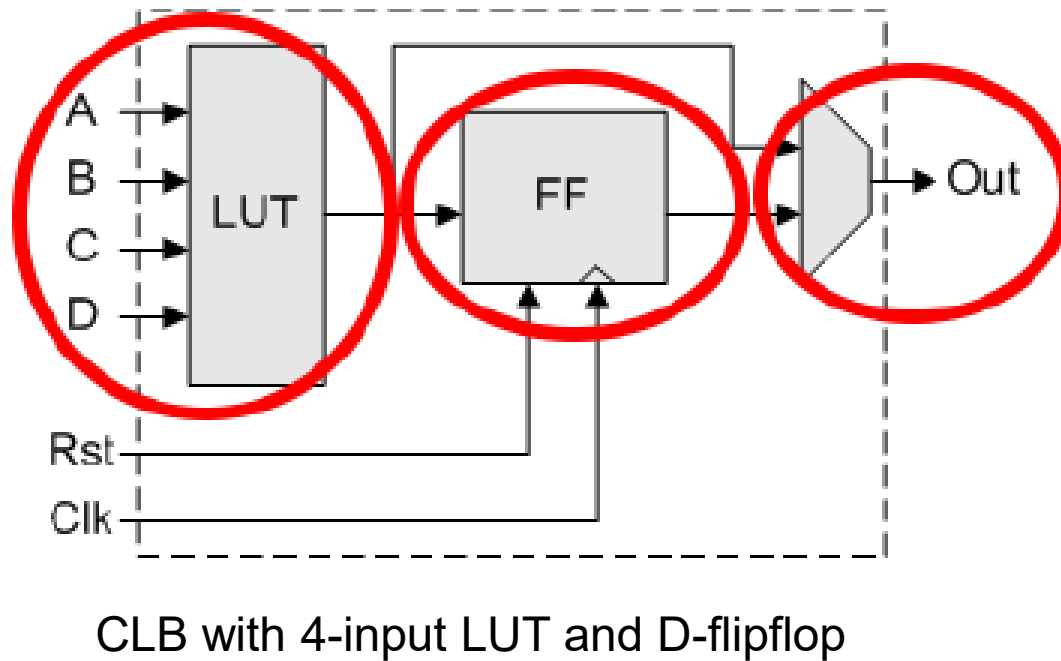 A
B
C
D
LUT
FF
Out
Rst
Clk
CLB with 4-input LUT and D-flipflop